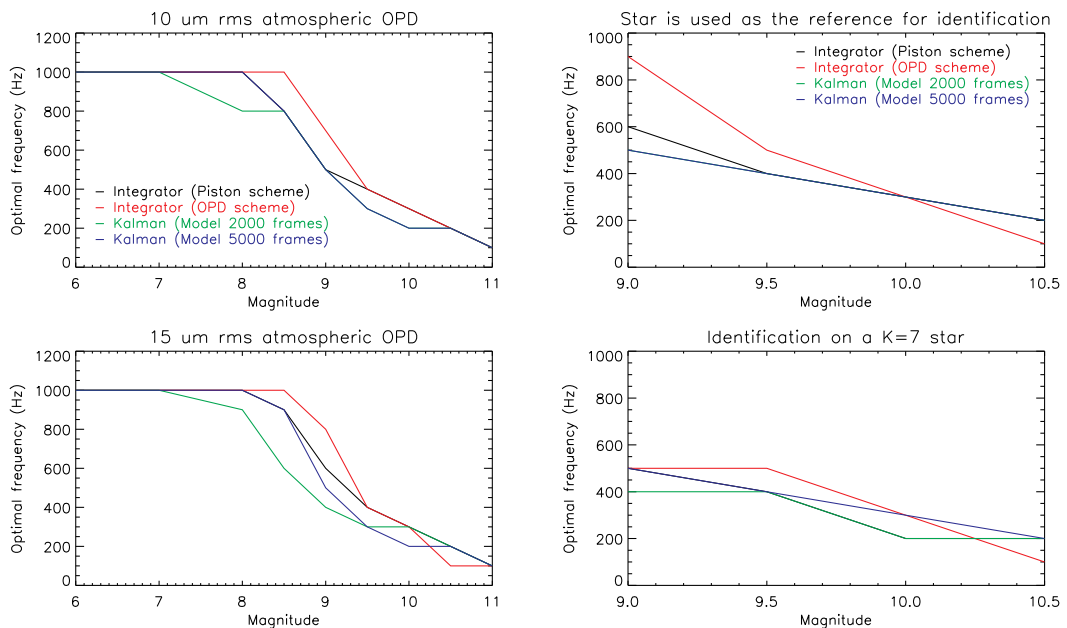 10 um rms atmospheric OPD
1200
1000
800
600
400
200
0
Optimal frequency (Hz)
Integrator (Piston scheme)
Integrator (OPD scheme)
Kalman (Model 2000 frames)
Kalman (Model 5000 frames)
6 7 8 9 10 11
Magnitude
Star is used as the reference for identification
1000
800
600
400
200
0
Optimal frequency (Hz)
Integrator (Piston scheme)
Integrator (OPD scheme)
Kalman (Model 2000 frames)
Kalman (Model 5000 frames)
9.0 9.5 10.0 10.5
Magnitude
15 um rms atmospheric OPD
1200
1000
800
600
400
200
0
Optimal frequency (Hz)
6 7 8 9 10 11
Magnitude
Identification on a K=7 star
1000
800
600
400
200
0
Optimal frequency (Hz)
9.0 9.5 10.0 10.5
Magnitude